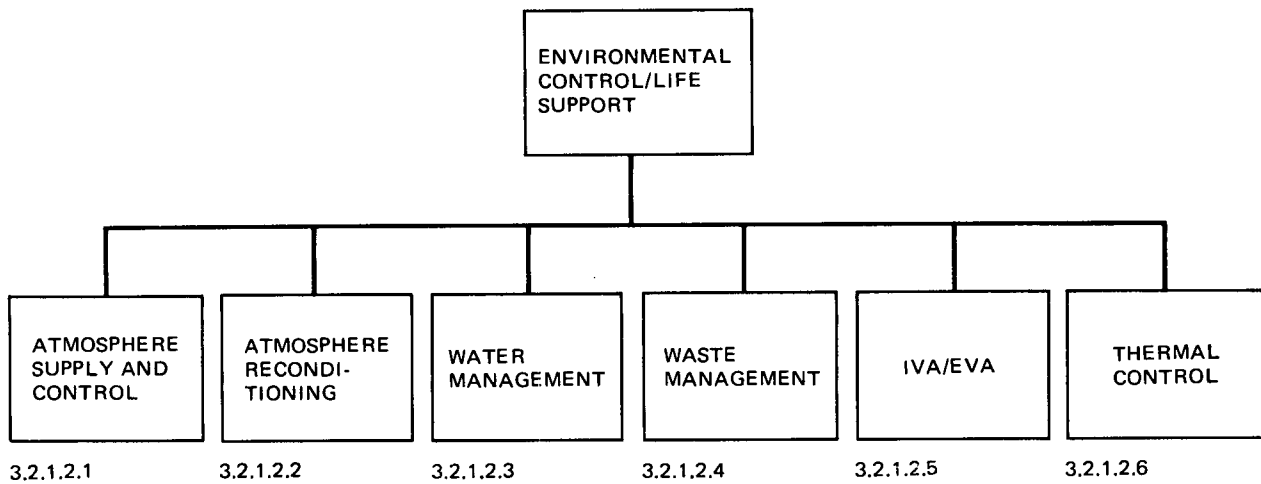 ENVIRONMENTAL
CONTROL/LIFE
SUPPORT
ATMOSPHERE
SUPPLY AND
CONTROL
ATMOSPHERE
RECONDI-
TIONING
WATER
MANAGEMENT
WASTE
MANAGEMENT
IVA/EVA
THERMAL
CONTROL
3.2.1.2.1
3.2.1.2.2
3.2.1.2.3
3.2.1.2.4
3.2.1.2.5
3.2.1.2.6